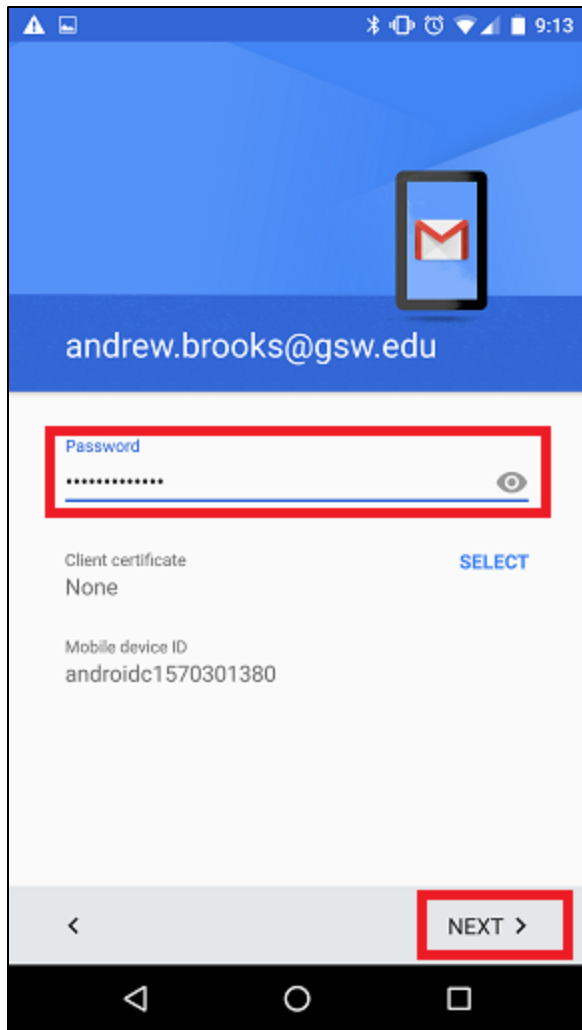 9:13
andrew.brooks@gsw.edu
Password
•••••••••••••
Client certificate
SELECT
None
Mobile device ID
androidc1570301380
NEXT